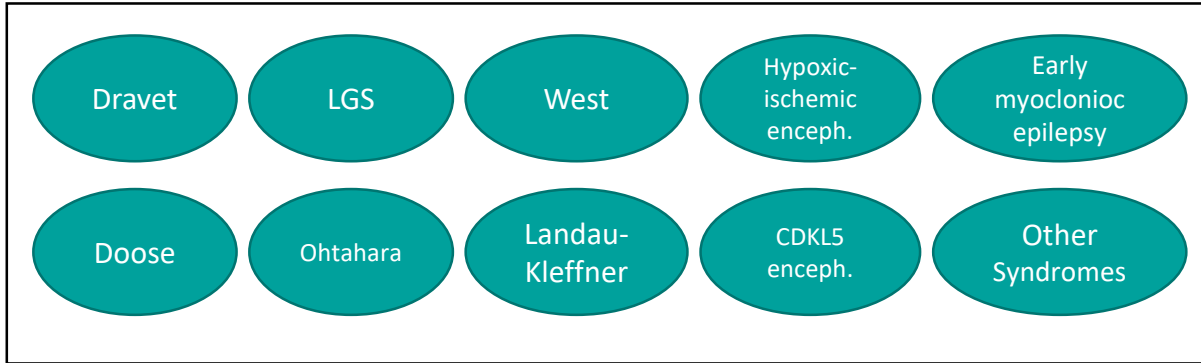 Dravet
LGS
West
Hypoxic-
ischemic
enceph.
Early
myoclonioc
epilepsy
Doose
Ohtahara
Landau-
Kleffner
CDKL5
enceph.
Other
Syndromes